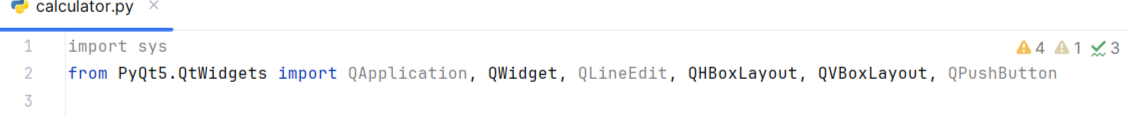 calculator.py ×
4 1 3
1 import sys
2 from PyQt5.QtWidgets import QApplication, QWidget, QLineEdit, QHBoxLayout, QVBoxLayout, QPushButton
3